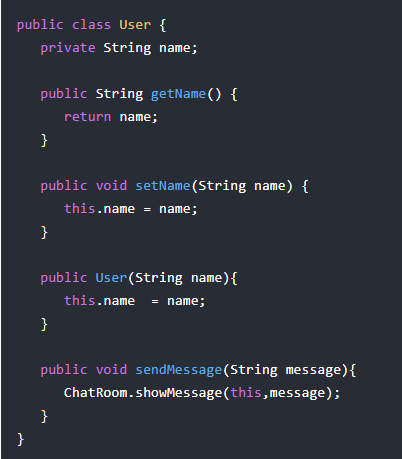 public class User {
   private String name;

   public String getName() {
      return name;
   }

   public void setName(String name) {
      this.name = name;
   }

   public User(String name){
      this.name  = name;
   }

   public void sendMessage(String message){
      ChatRoom.showMessage(this,message);
   }
}